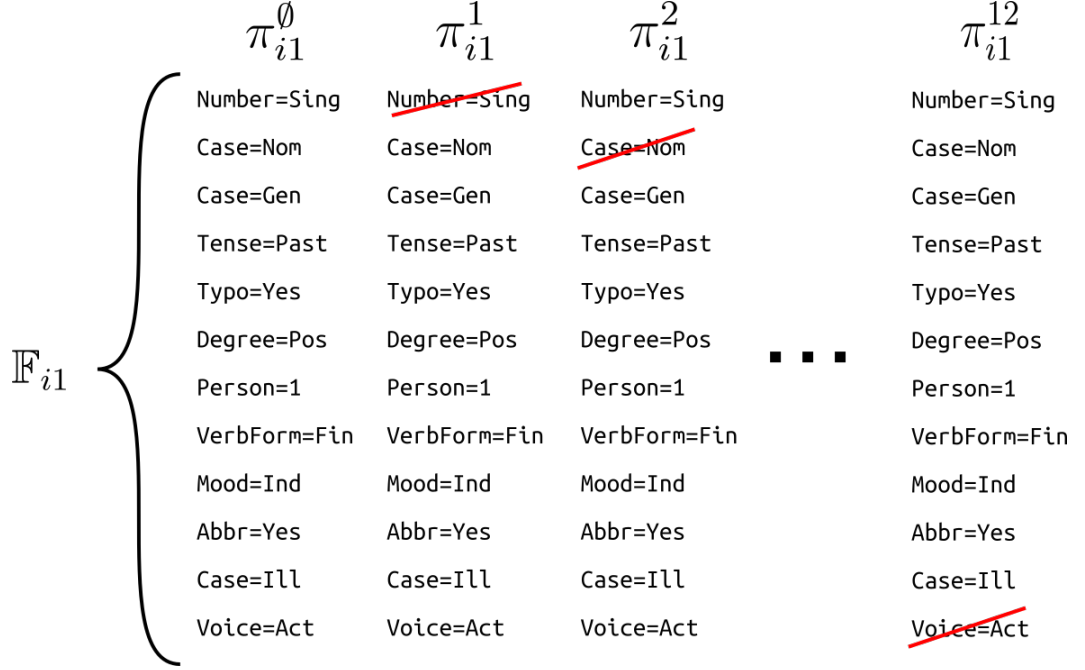 π_{i1}^{∅} π_{i1}^{1} π_{i1}^{2} π_{i1}^{12}
Number=Sing Number=Sing Number=Sing Number=Sing
Case=Nom Case=Nom Case=Nom Case=Nom
Case=Gen Case=Gen Case=Gen Case=Gen
Tense=Past Tense=Past Tense=Past Tense=Past
Typo=Yes Typo=Yes Typo=Yes Typo=Yes
Degree=Pos Degree=Pos Degree=Pos ... Degree=Pos
𝔽_{i1} Person=1 Person=1 Person=1 Person=1
VerbForm=Fin VerbForm=Fin VerbForm=Fin VerbForm=Fin
Mood=Ind Mood=Ind Mood=Ind Mood=Ind
Abbr=Yes Abbr=Yes Abbr=Yes Abbr=Yes
Case=Ill Case=Ill Case=Ill Case=Ill
Voice=Act Voice=Act Voice=Act Voice=Act